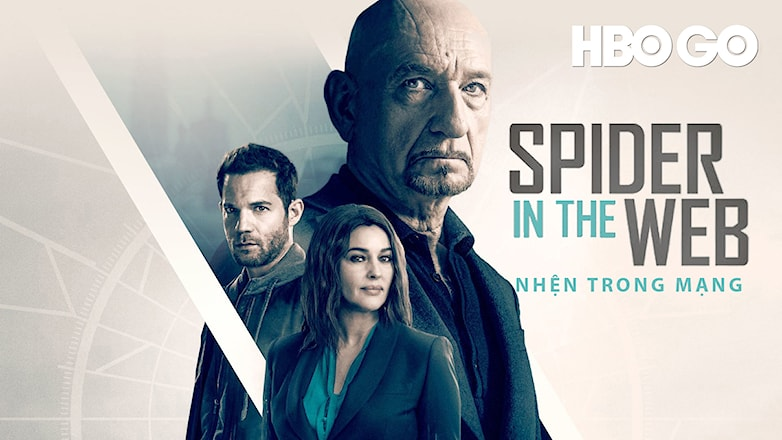 HBO GO
SPIDER
IN THE WEB
NHỆN TRONG MẠNG